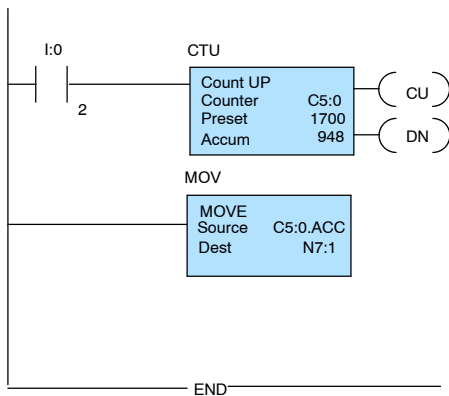 I:0
2
CTU
Count UP
Counter C5:0
Preset 1700
Accum 948
CU
DN
MOV
MOVE
Source C5:0.ACC
Dest N7:1
END